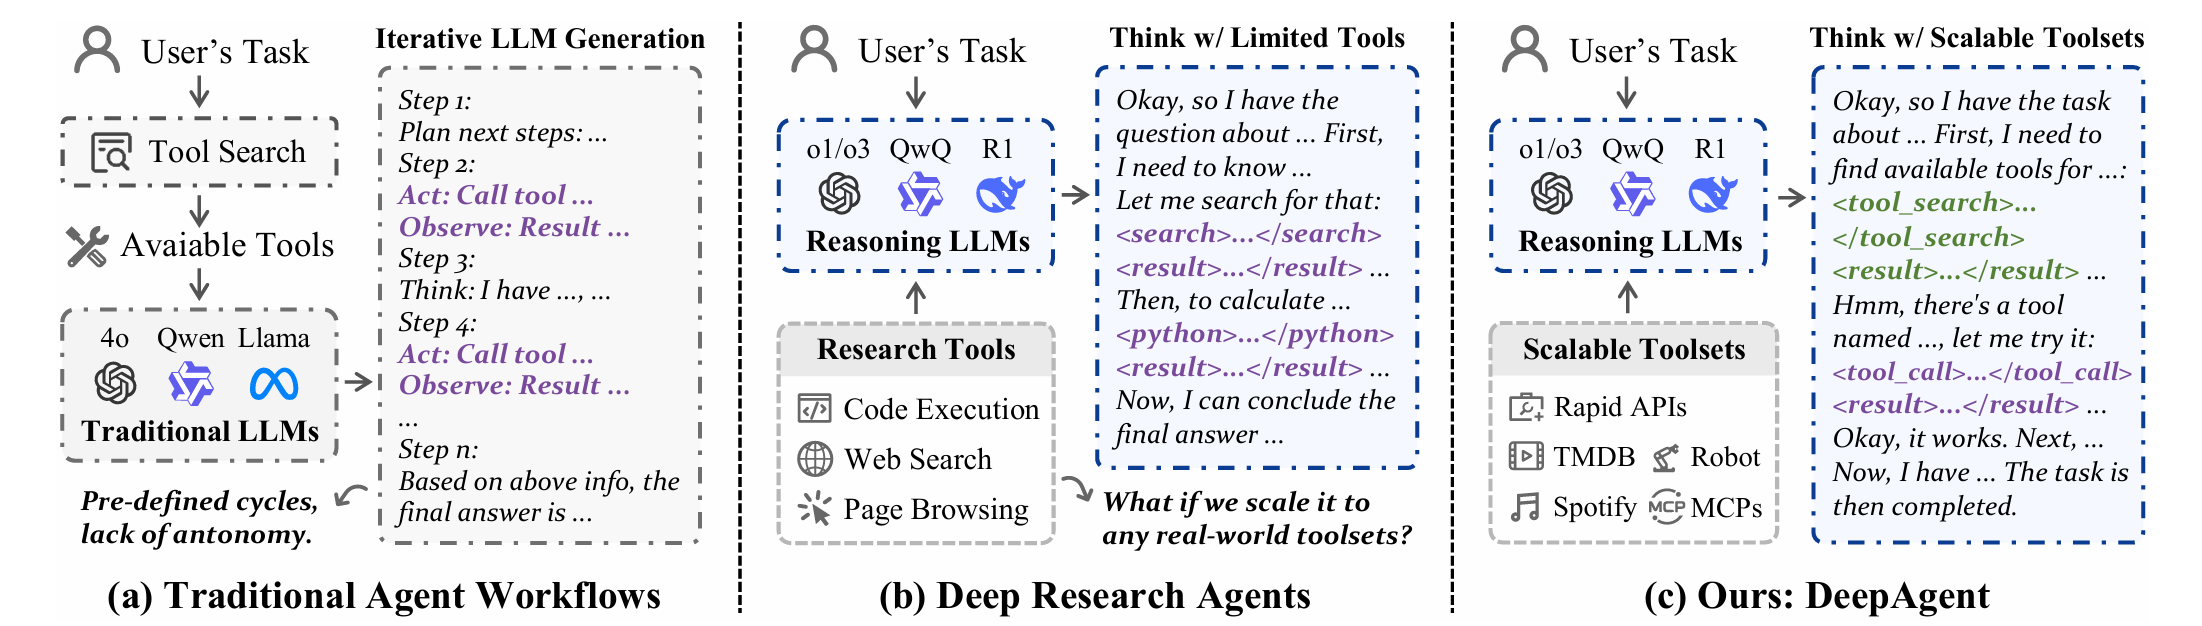 User's Task
Tool Search
Avaiable Tools
4o Qwen Llama
Traditional LLMs
Pre-defined cycles,
lack of antonomy.
Iterative LLM Generation
Step 1:
Plan next steps: ...
Step 2:
Act: Call tool ...
Observe: Result ...
Step 3:
Think: I have ..., ...
Step 4:
Act: Call tool ...
Observe: Result ...
...
Step n:
Based on above info, the
final answer is ...
(a) Traditional Agent Workflows
User's Task
o1/o3 QwQ R1
Reasoning LLMs
Research Tools
Code Execution
Web Search
Page Browsing
Think w/ Limited Tools
Okay, so I have the
question about ... First,
I need to know ...
Let me search for that:
<search>...</search>
<result>...</result> ...
Then, to calculate ...
<python>...</python>
<result>...</result> ...
Now, I can conclude the
final answer ...
What if we scale it to
any real-world toolsets?
(b) Deep Research Agents
User's Task
o1/o3 QwQ R1
Reasoning LLMs
Scalable Toolsets
Rapid APIs
TMDB Robot
Spotify MCP MCPs
Think w/ Scalable Toolsets
Okay, so I have the task
about ... First, I need to
find available tools for ...:
<tool_search>...
</tool_search>
<result>...</result> ...
Hmm, there's a tool
named ..., let me try it:
<tool_call>...</tool_call>
<result>...</result> ...
Okay, it works. Next, ...
Now, I have ... The task is
then completed.
(c) Ours: DeepAgent